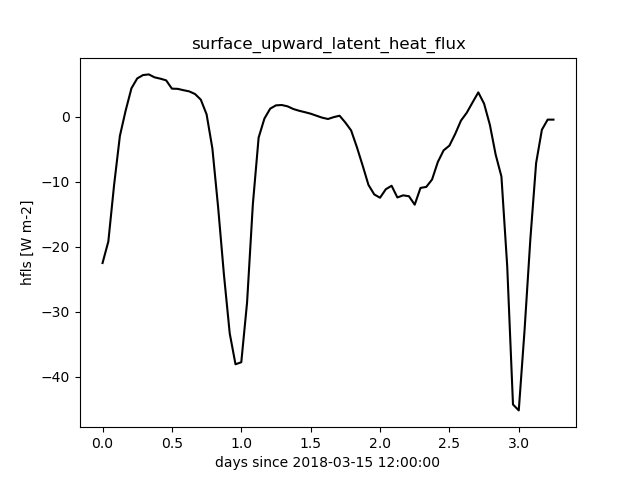 surface_upward_latent_heat_flux
hfls [W m-2]
0
−10
−20
−30
−40
0.0 0.5 1.0 1.5 2.0 2.5 3.0
days since 2018-03-15 12:00:00